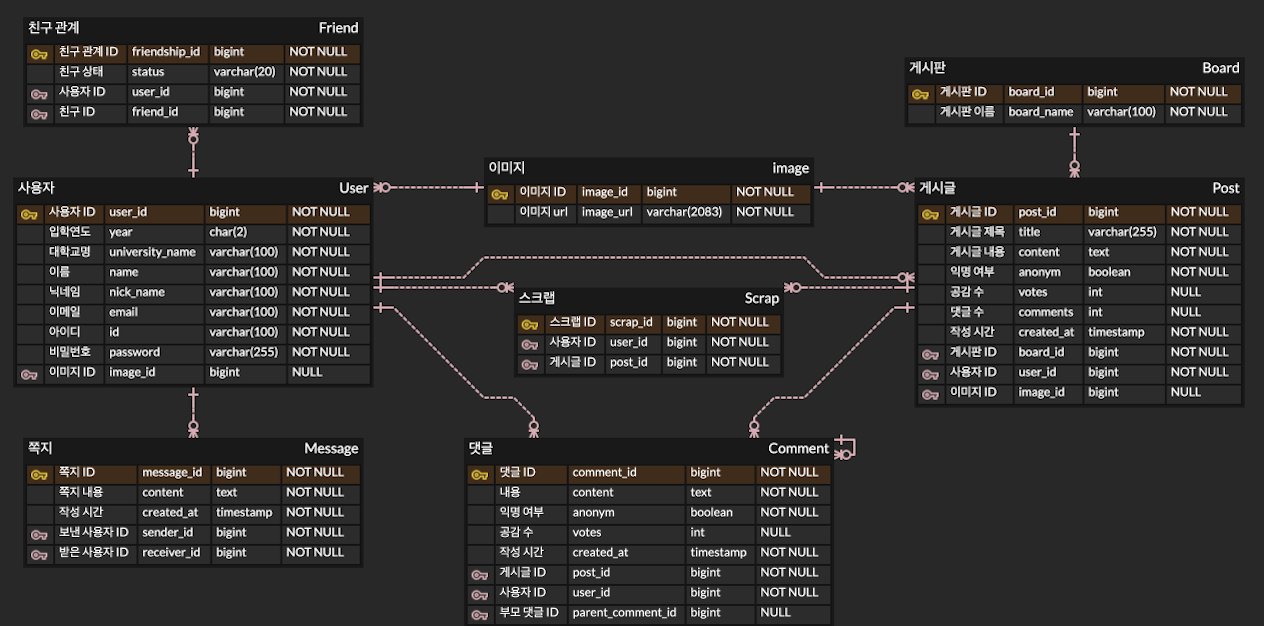 친구 관계 Friend
친구 관계 ID friendship_id bigint NOT NULL
친구 상태 status varchar(20) NOT NULL
사용자 ID user_id bigint NOT NULL
친구 ID friend_id bigint NOT NULL
게시판 Board
게시판 ID board_id bigint NOT NULL
게시판 이름 board_name varchar(100) NOT NULL
이미지 image
이미지 ID image_id bigint NOT NULL
이미지 url image_url varchar(2083) NOT NULL
사용자 User
사용자 ID user_id bigint NOT NULL
입학연도 year char(2) NOT NULL
대학교명 university_name varchar(100) NOT NULL
이름 name varchar(100) NOT NULL
닉네임 nick_name varchar(100) NOT NULL
이메일 email varchar(100) NOT NULL
아이디 id varchar(100) NOT NULL
비밀번호 password varchar(255) NOT NULL
이미지 ID image_id bigint NULL
게시글 Post
게시글 ID post_id bigint NOT NULL
게시글 제목 title varchar(255) NOT NULL
게시글 내용 content text NOT NULL
익명 여부 anonym boolean NOT NULL
공감 수 votes int NULL
댓글 수 comments int NULL
작성 시간 created_at timestamp NOT NULL
게시판 ID board_id bigint NOT NULL
사용자 ID user_id bigint NOT NULL
이미지 ID image_id bigint NULL
스크랩 Scrap
스크랩 ID scrap_id bigint NOT NULL
사용자 ID user_id bigint NOT NULL
게시글 ID post_id bigint NOT NULL
쪽지 Message
쪽지 ID message_id bigint NOT NULL
쪽지 내용 content text NOT NULL
작성 시간 created_at timestamp NOT NULL
보낸 사용자 ID sender_id bigint NOT NULL
받은 사용자 ID receiver_id bigint NOT NULL
댓글 Comment
댓글 ID comment_id bigint NOT NULL
내용 content text NOT NULL
익명 여부 anonym boolean NOT NULL
공감 수 votes int NULL
작성 시간 created_at timestamp NOT NULL
게시글 ID post_id bigint NOT NULL
사용자 ID user_id bigint NOT NULL
부모 댓글 ID parent_comment_id bigint NULL